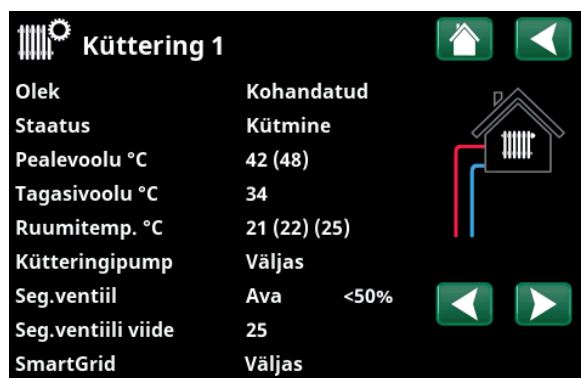 Küttering 1
Olek Kohandatud
Staatus Kütmine
Pealevoolu °C 42 (48)
Tagasivoolu °C 34
Ruumitemp. °C 21 (22) (25)
Kütteringipump Väljas
Seg.ventiil Ava <50%
Seg.ventiili viide 25
SmartGrid Väljas